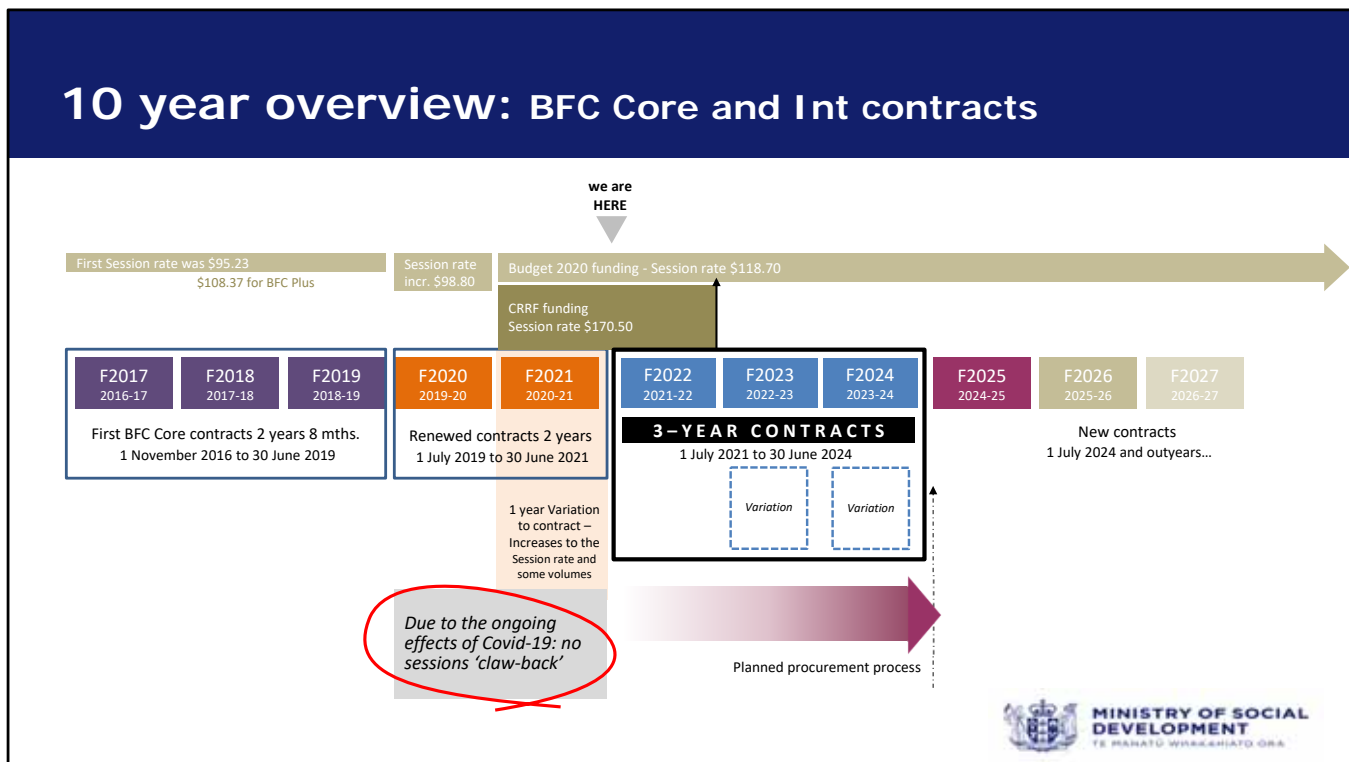 10 year overview: BFC Core and Int contracts
we are
HERE
First Session rate was $95.23
$108.37 for BFC Plus
Session rate
incr. $98.80
Budget 2020 funding - Session rate $118.70
CRRF funding
Session rate $170.50
F2017
2016-17
F2018
2017-18
F2019
2018-19
F2020
2019-20
F2021
2020-21
F2022
2021-22
F2023
2022-23
F2024
2023-24
F2025
2024-25
F2026
2025-26
F2027
2026-27
First BFC Core contracts 2 years 8 mths.
1 November 2016 to 30 June 2019
Renewed contracts 2 years
1 July 2019 to 30 June 2021
3–YEAR CONTRACTS
1 July 2021 to 30 June 2024
Variation
Variation
New contracts
1 July 2024 and outyears…
1 year Variation
to contract –
Increases to the
Session rate and
some volumes
Due to the ongoing
effects of Covid-19: no
sessions ‘claw-back’
Planned procurement process
MINISTRY OF SOCIAL
DEVELOPMENT
TE MANATŪ WHAKAHIATO ORA